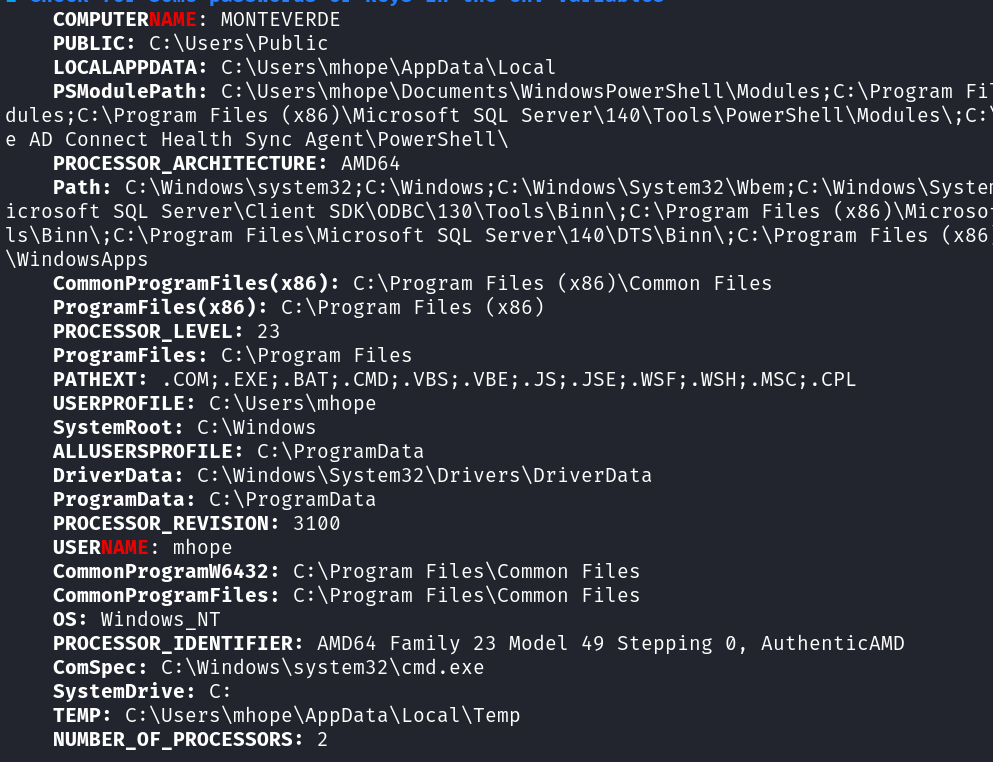 COMPUTERNAME: MONTEVERDE
PUBLIC: C:\Users\Public
LOCALAPPDATA: C:\Users\mhope\AppData\Local
PSModulePath: C:\Users\mhope\Documents\WindowsPowerShell\Modules;C:\Program Fil
dules;C:\Program Files (x86)\Microsoft SQL Server\140\Tools\PowerShell\Modules\;C:\
e AD Connect Health Sync Agent\PowerShell\
PROCESSOR_ARCHITECTURE: AMD64
Path: C:\Windows\system32;C:\Windows;C:\Windows\System32\Wbem;C:\Windows\System
icrosoft SQL Server\Client SDK\ODBC\130\Tools\Binn\;C:\Program Files (x86)\Microsof
ls\Binn\;C:\Program Files\Microsoft SQL Server\140\DTS\Binn\;C:\Program Files (x86)
\WindowsApps
CommonProgramFiles(x86): C:\Program Files (x86)\Common Files
ProgramFiles(x86): C:\Program Files (x86)
PROCESSOR_LEVEL: 23
ProgramFiles: C:\Program Files
PATHEXT: .COM;.EXE;.BAT;.CMD;.VBS;.VBE;.JS;.JSE;.WSF;.WSH;.MSC;.CPL
USERPROFILE: C:\Users\mhope
SystemRoot: C:\Windows
ALLUSERSPROFILE: C:\ProgramData
DriverData: C:\Windows\System32\Drivers\DriverData
ProgramData: C:\ProgramData
PROCESSOR_REVISION: 3100
USERNAME: mhope
CommonProgramW6432: C:\Program Files\Common Files
CommonProgramFiles: C:\Program Files\Common Files
OS: Windows_NT
PROCESSOR_IDENTIFIER: AMD64 Family 23 Model 49 Stepping 0, AuthenticAMD
ComSpec: C:\Windows\system32\cmd.exe
SystemDrive: C:
TEMP: C:\Users\mhope\AppData\Local\Temp
NUMBER_OF_PROCESSORS: 2